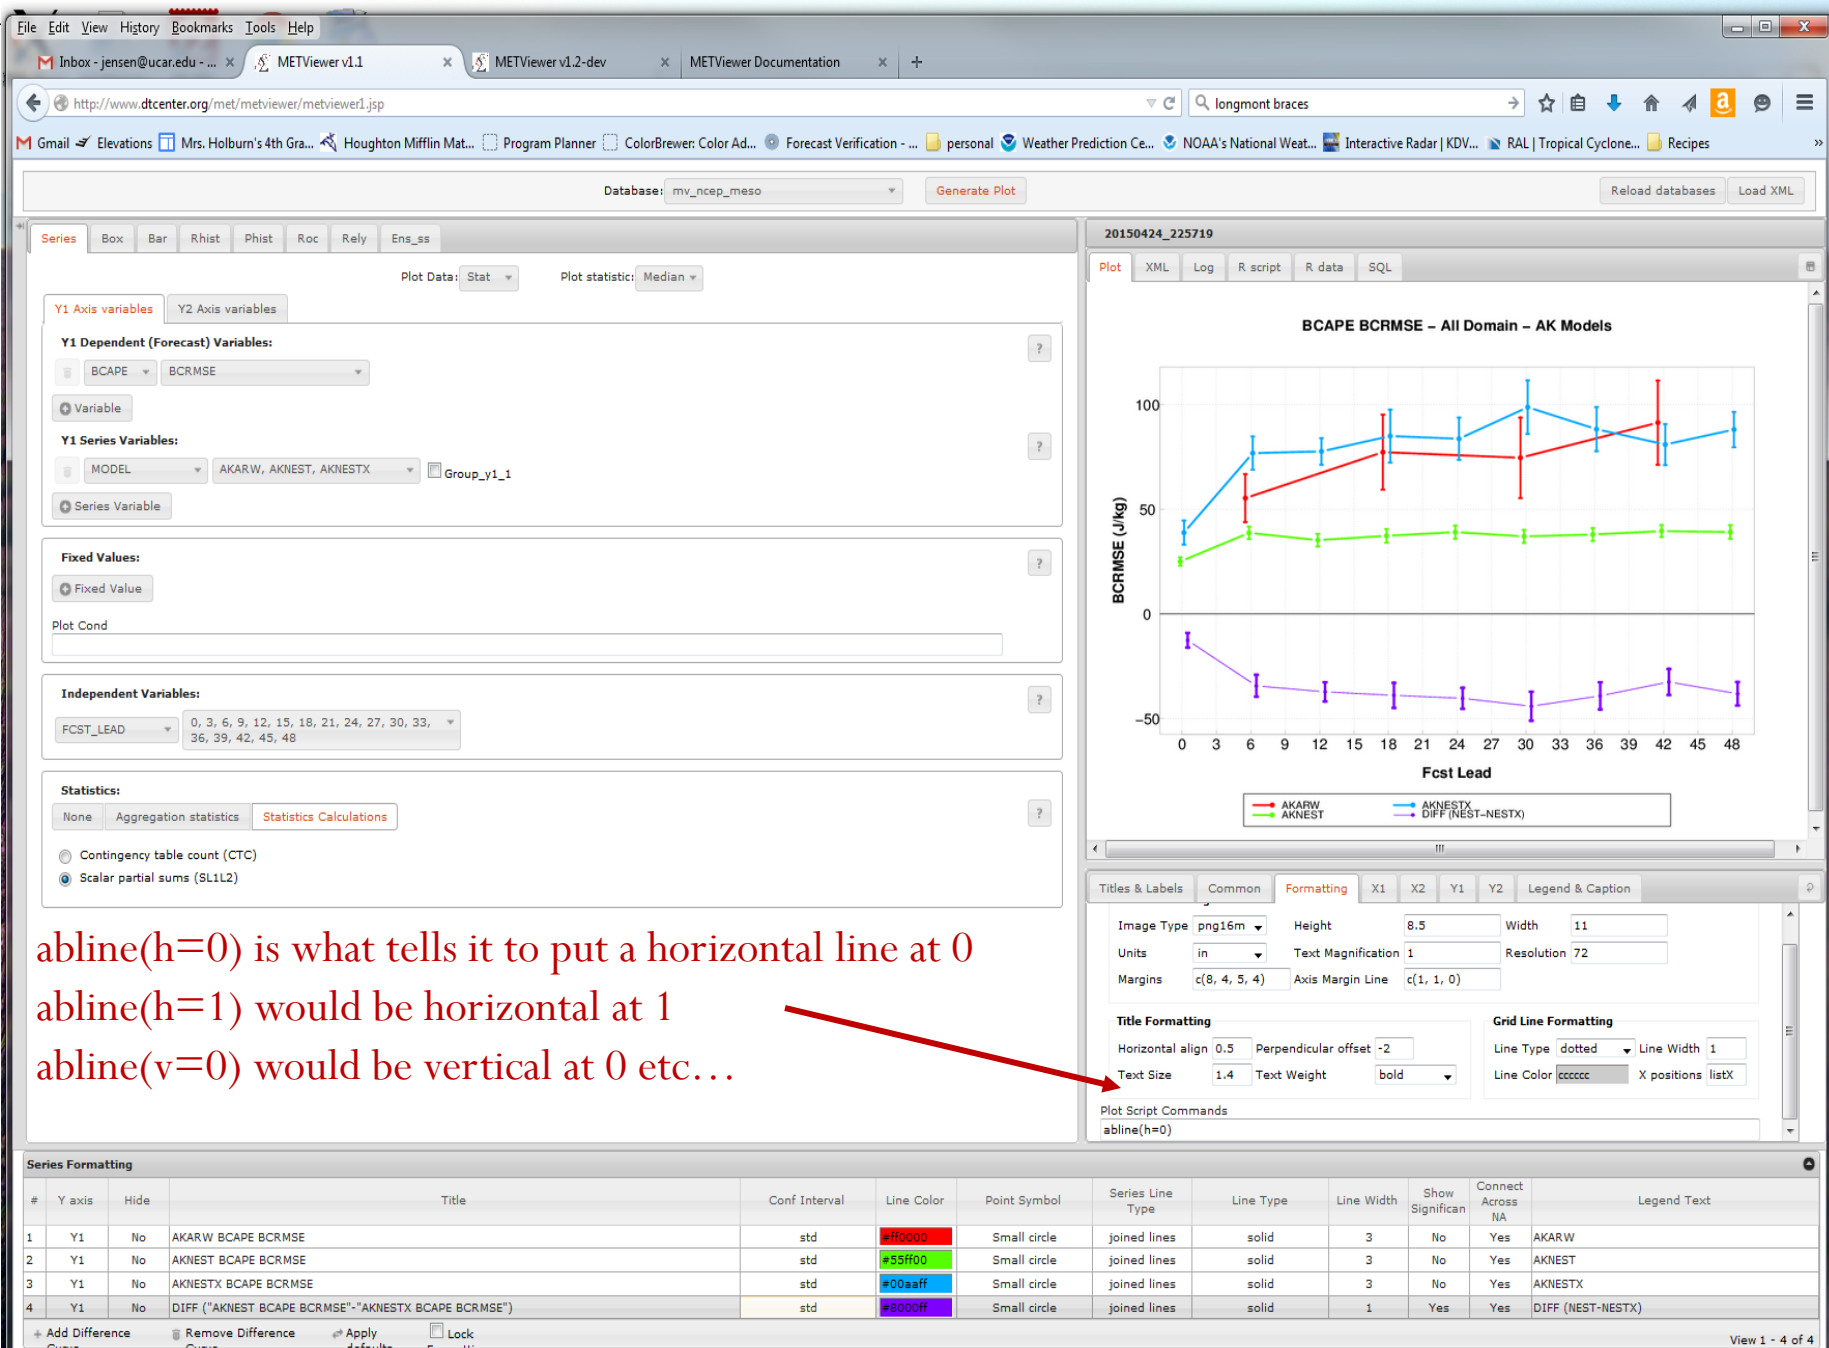 File Edit View History Bookmarks Tools Help
Inbox - jensen@ucar.edu - ... × METViewer v1.1 × METViewer v1.2-dev × METViewer Documentation × +
http://www.dtcenter.org/met/metviewer/metviewer1.jsp longmont braces
Gmail Elevations Mrs. Holburn's 4th Gra... Houghton Mifflin Mat... Program Planner ColorBrewer: Color Ad... Forecast Verification - ... personal Weather Prediction Ce... NOAA's National Weat... Interactive Radar | KDV... RAL | Tropical Cyclone... Recipes »
Database: mv_ncep_meso Generate Plot Reload databases Load XML
Series Box Bar Rhist Phist Roc Rely Ens_ss
Plot Data: Stat Plot statistic: Median
Y1 Axis variables Y2 Axis variables
Y1 Dependent (Forecast) Variables: ?
BCAPE BCRMSE
Variable
Y1 Series Variables: ?
MODEL AKARW, AKNEST, AKNESTX Group_y1_1
Series Variable
Fixed Values: ?
Fixed Value
Plot Cond
Independent Variables: ?
FCST_LEAD 0, 3, 6, 9, 12, 15, 18, 21, 24, 27, 30, 33,
36, 39, 42, 45, 48
Statistics:
None Aggregation statistics Statistics Calculations ?
Contingency table count (CTC)
Scalar partial sums (SL1L2)
abline(h=0) is what tells it to put a horizontal line at 0
abline(h=1) would be horizontal at 1
abline(v=0) would be vertical at 0 etc…
20150424_225719
Plot XML Log R script R data SQL
BCAPE BCRMSE – All Domain – AK Models
100
50
0
−50
BCRMSE (J/kg)
0 3 6 9 12 15 18 21 24 27 30 33 36 39 42 45 48
Fcst Lead
AKARW AKNESTX
AKNEST DIFF (NEST−NESTX)
Titles & Labels Common Formatting X1 X2 Y1 Y2 Legend & Caption
Image Type png16m Height 8.5 Width 11
Units in Text Magnification 1 Resolution 72
Margins c(8, 4, 5, 4) Axis Margin Line c(1, 1, 0)
Title Formatting Grid Line Formatting
Horizontal align 0.5 Perpendicular offset -2 Line Type dotted Line Width 1
Text Size 1.4 Text Weight bold Line Color cccccc X positions listX
Plot Script Commands
abline(h=0)
Series Formatting
# Y axis Hide Title Conf Interval Line Color Point Symbol Series Line Type Line Type Line Width Show Significan Connect Across NA Legend Text
1 Y1 No AKARW BCAPE BCRMSE std #ff0000 Small circle joined lines solid 3 No Yes AKARW
2 Y1 No AKNEST BCAPE BCRMSE std #55ff00 Small circle joined lines solid 3 No Yes AKNEST
3 Y1 No AKNESTX BCAPE BCRMSE std #00aaff Small circle joined lines solid 3 No Yes AKNESTX
4 Y1 No DIFF ("AKNEST BCAPE BCRMSE"-"AKNESTX BCAPE BCRMSE") std #8000ff Small circle joined lines solid 1 Yes Yes DIFF (NEST-NESTX)
Add Difference Remove Difference Apply Lock
View 1 - 4 of 4